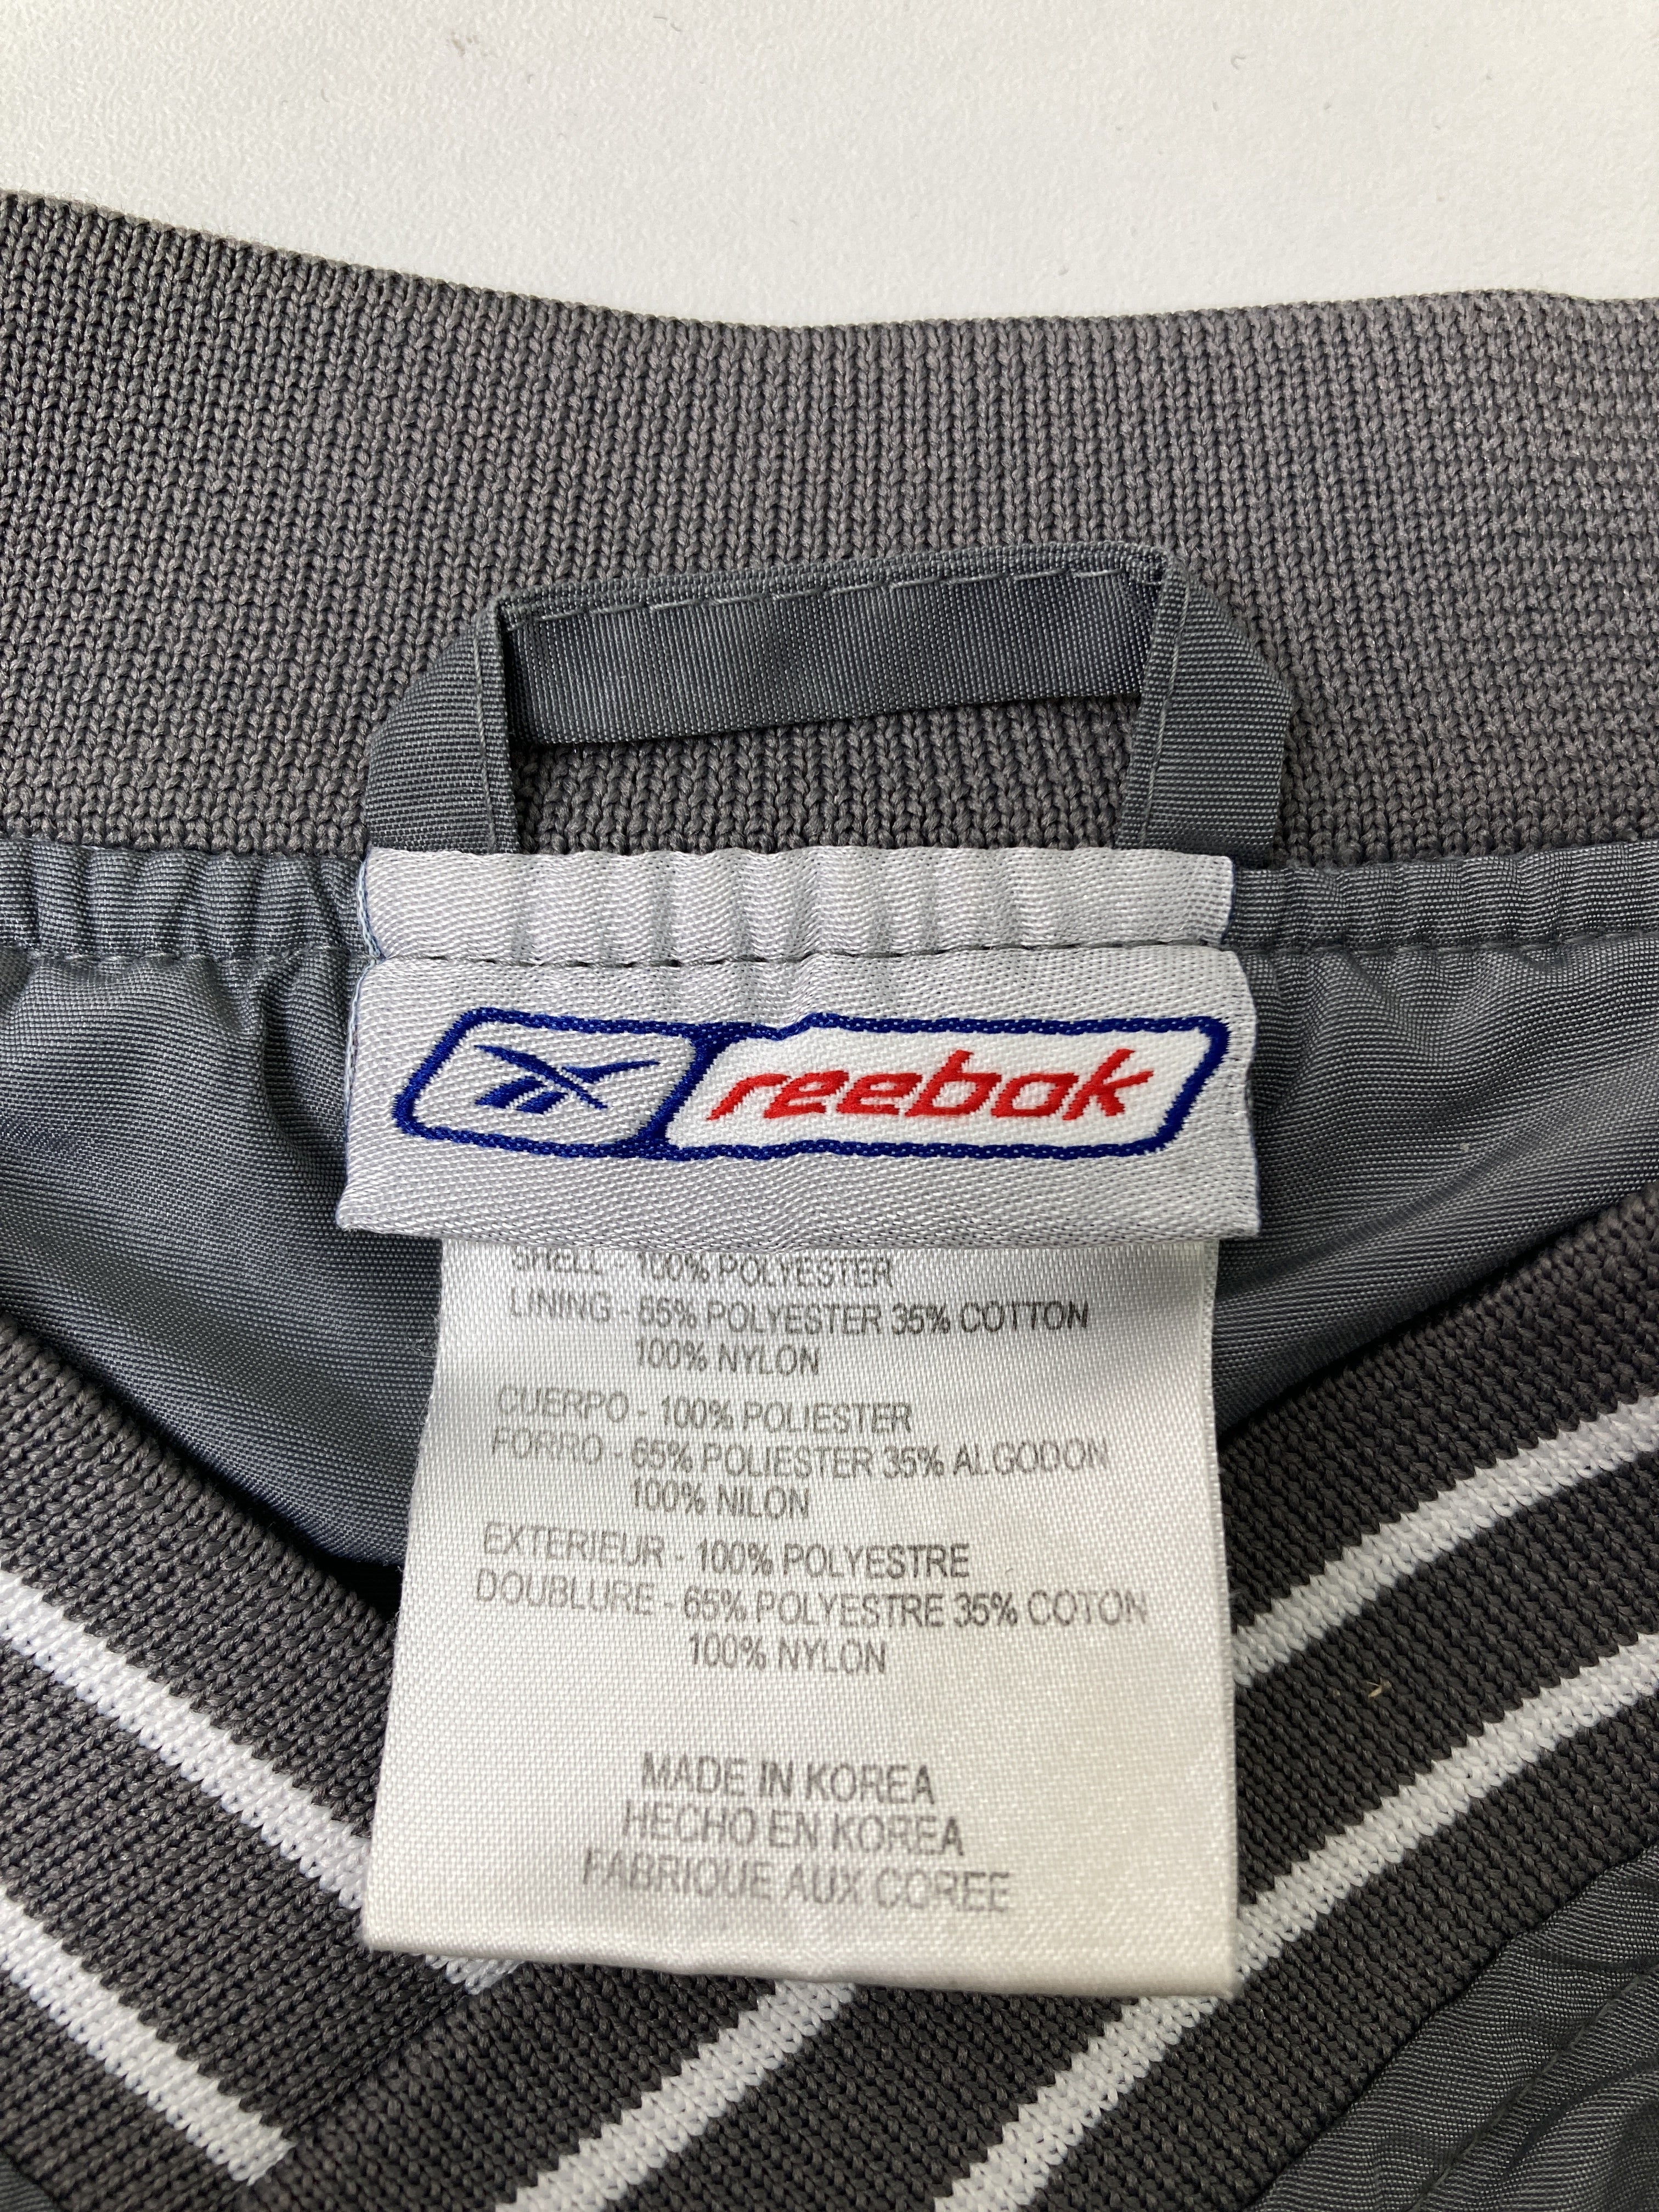 reebok
SHELL - 100% POLYESTER
LINING - 65% POLYESTER 35% COTTON
100% NYLON
CUERPO - 100% POLIESTER
FORRO - 65% POLIESTER 35% ALGODON
100% NILON
EXTERIEUR - 100% POLYESTRE
DOUBLURE - 65% POLYESTRE 35% COTON
100% NYLON
MADE IN KOREA
HECHO EN KOREA
FABRIQUE AUX COREE